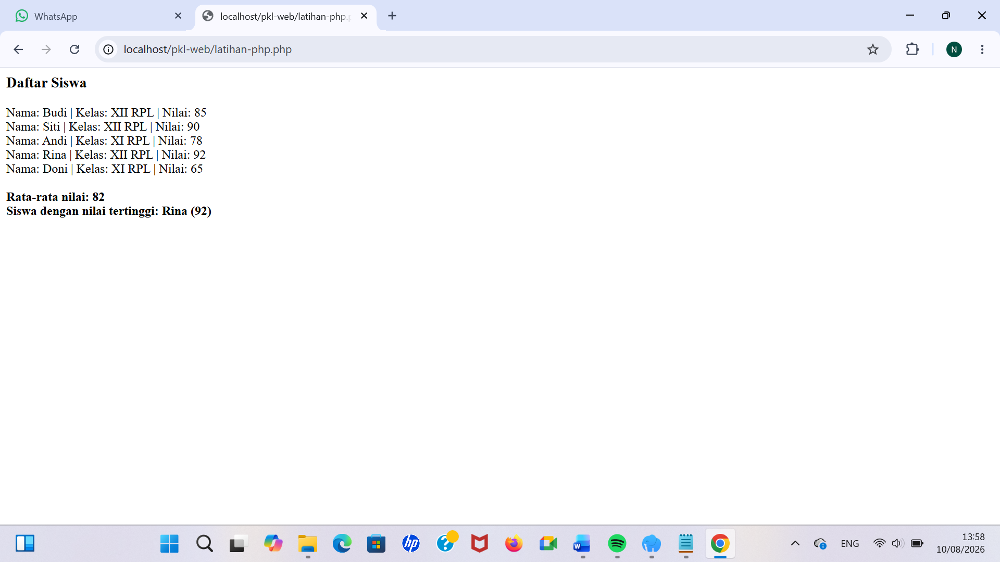 WhatsApp
localhost/pkl-web/latihan-php.p
localhost/pkl-web/latihan-php.php
N
Daftar Siswa
Nama: Budi | Kelas: XII RPL | Nilai: 85
Nama: Siti | Kelas: XII RPL | Nilai: 90
Nama: Andi | Kelas: XI RPL | Nilai: 78
Nama: Rina | Kelas: XII RPL | Nilai: 92
Nama: Doni | Kelas: XI RPL | Nilai: 65
Rata-rata nilai: 82
Siswa dengan nilai tertinggi: Rina (92)
hp
?
W
ENG
13:58
10/08/2026